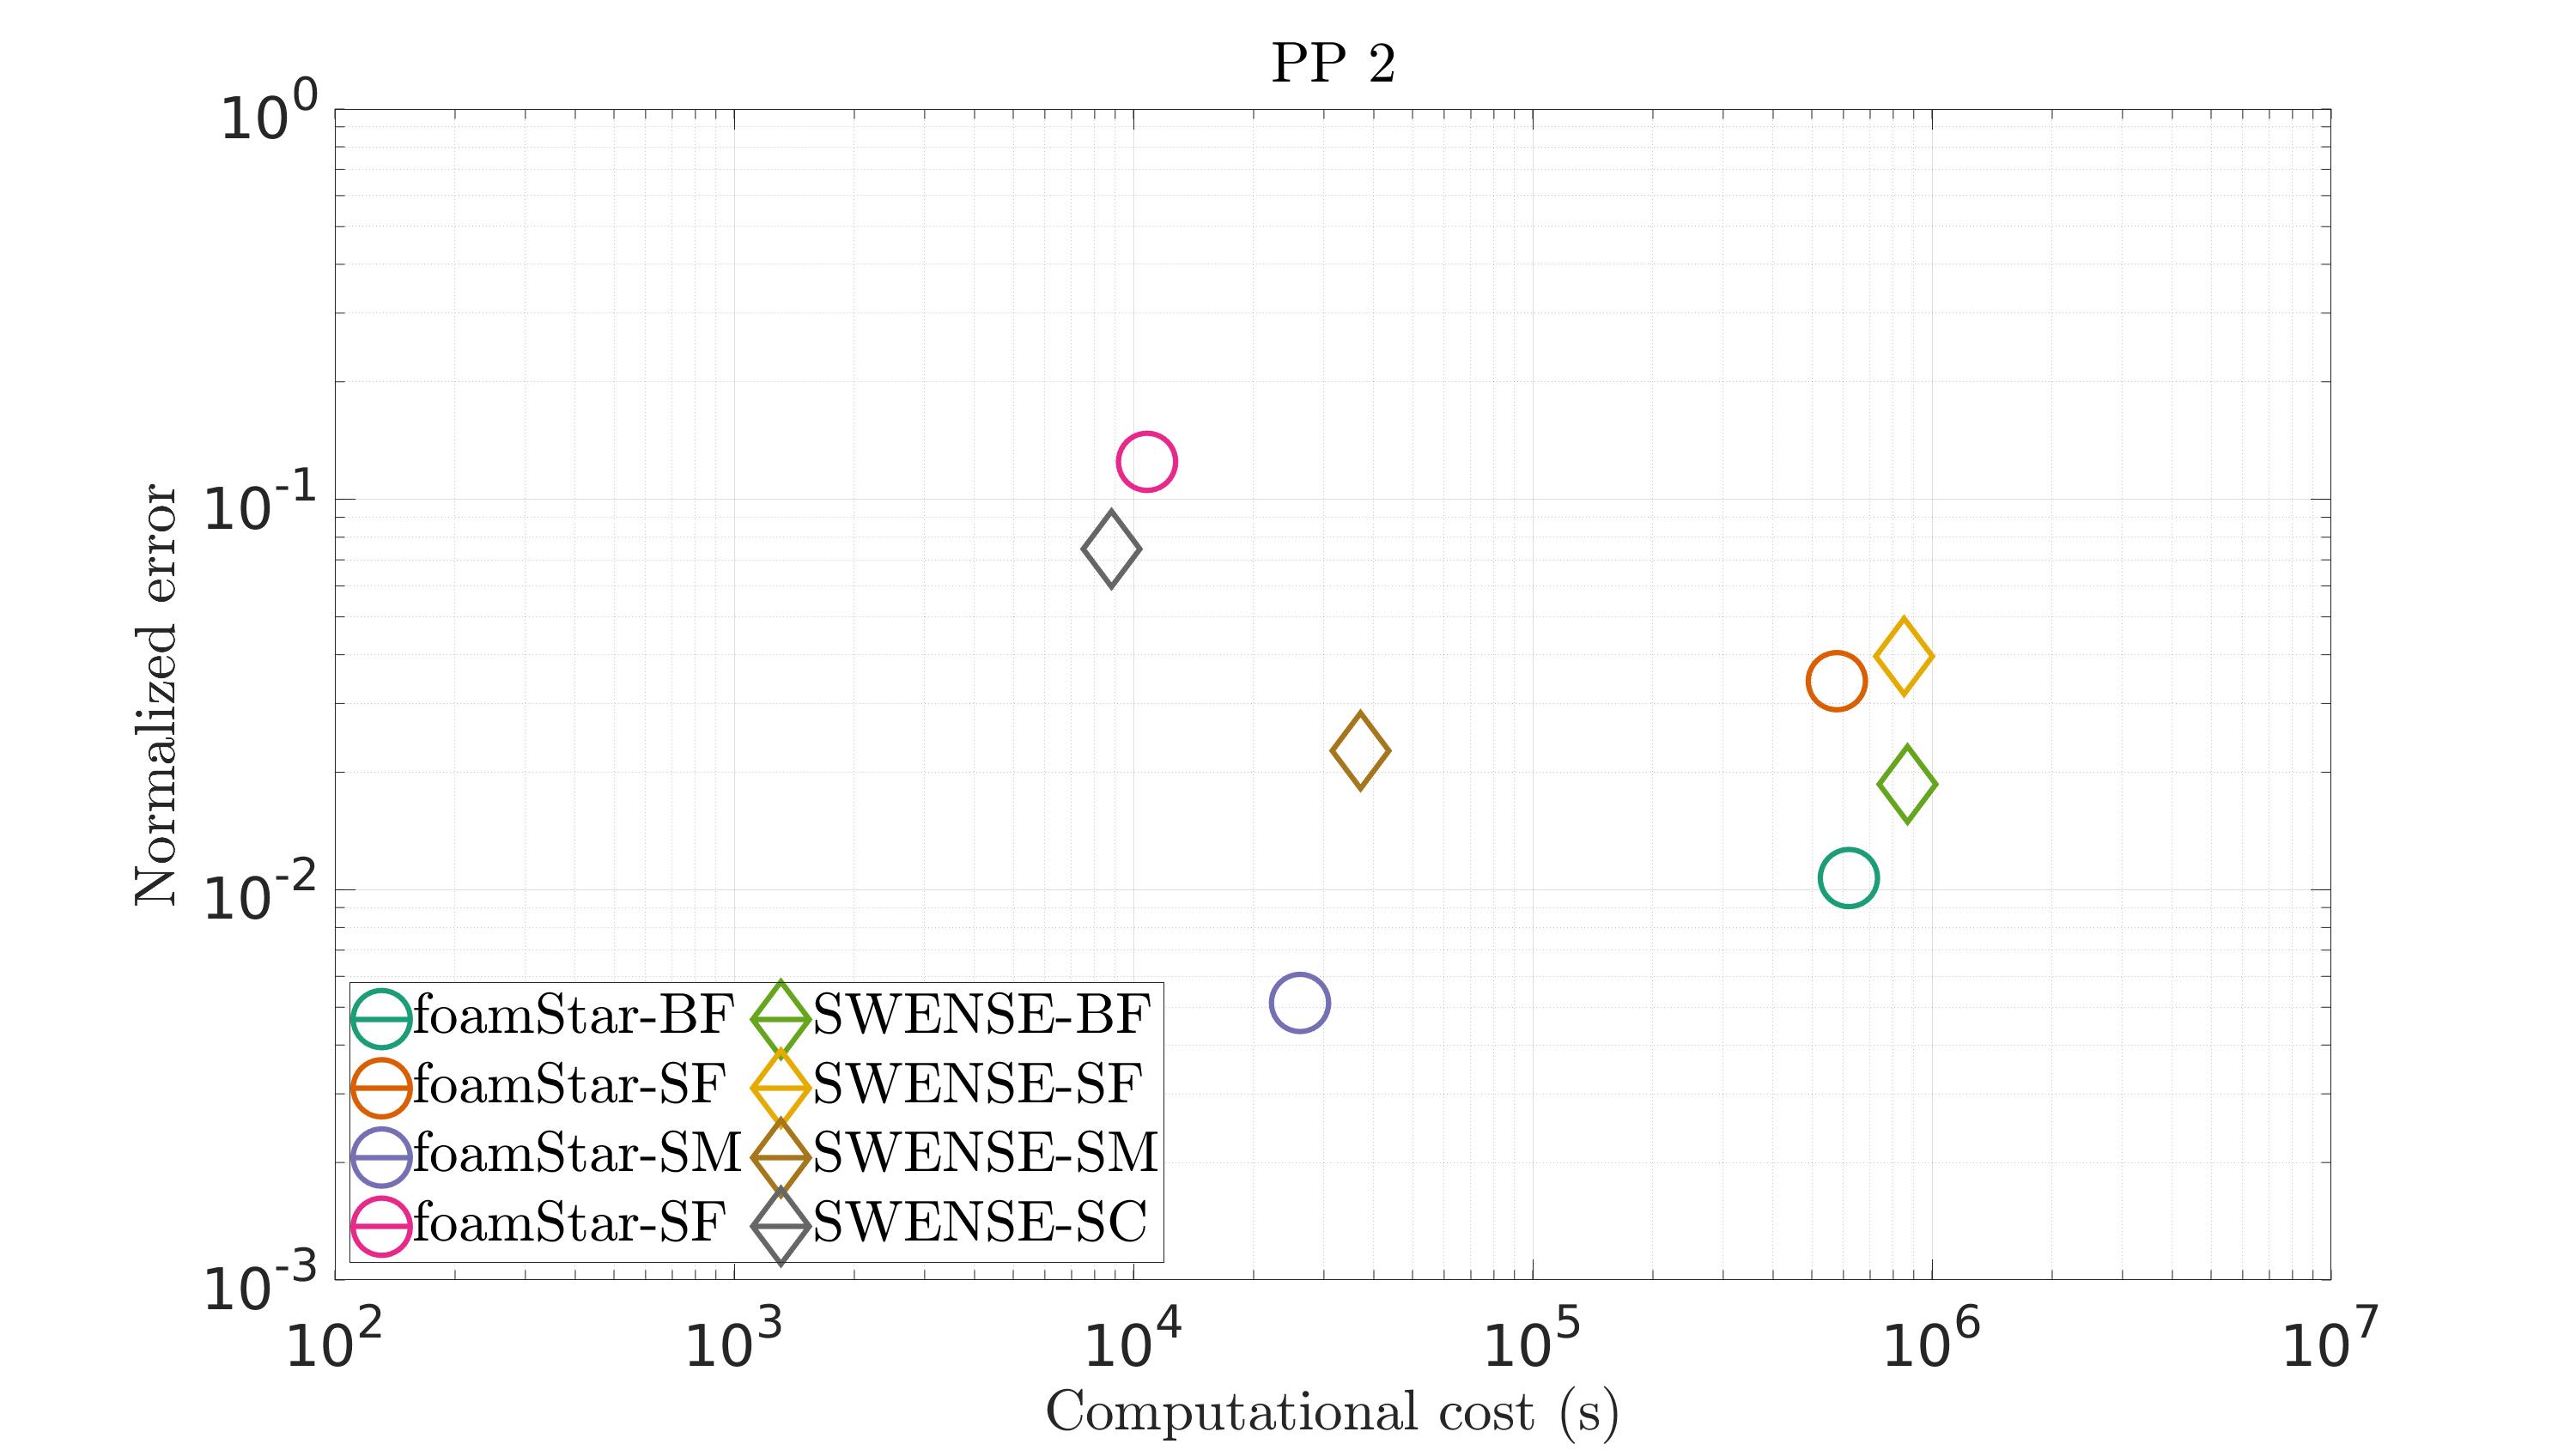 PP 2
10^0
10^-1
10^-2
10^-3
Normalized error
foamStar-BF
foamStar-SF
foamStar-SM
foamStar-SF
SWENSE-BF
SWENSE-SF
SWENSE-SM
SWENSE-SC
10^2 10^3 10^4 10^5 10^6 10^7
Computational cost (s)